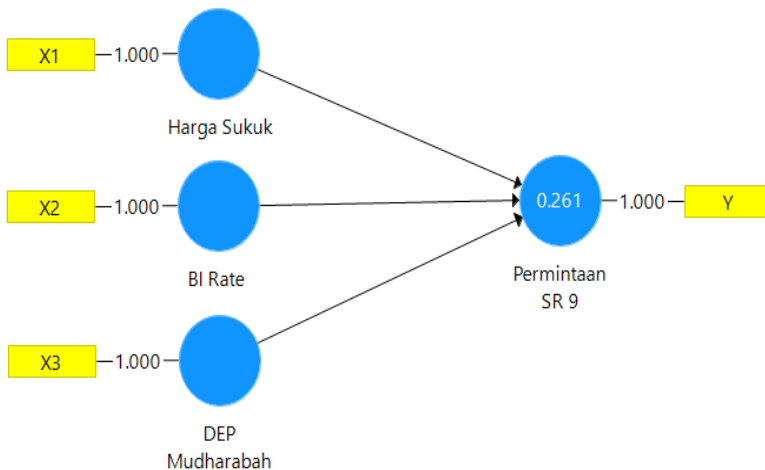 X1
1.000
Harga Sukuk
X2
1.000
BI Rate
0.261
1.000
Y
Permintaan
SR 9
X3
1.000
DEP
Mudharabah